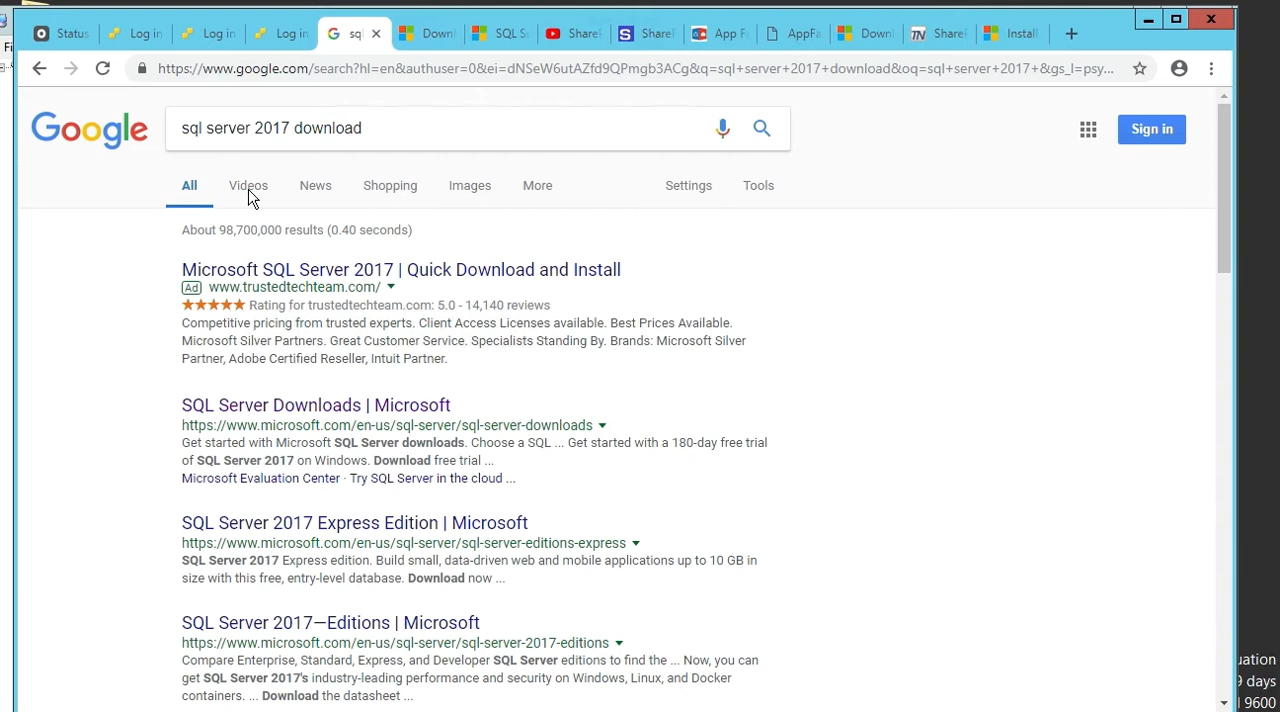 Status
Log in
Log in
Log in
sq
Down
SQL S
Share
Share
App F
AppFa
Down
Share
Install
https://www.google.com/search?hl=en&authuser=0&ei=dNSeW6utAZfd9QPmgb3ACg&q=sql+server+2017+download&oq=sql+server+2017+&gs_l=psy...
Google
sql server 2017 download
Sign in
All
Videos
News
Shopping
Images
More
Settings
Tools
About 98,700,000 results (0.40 seconds)
Microsoft SQL Server 2017 | Quick Download and Install
Ad www.trustedtechteam.com/
Rating for trustedtechteam.com: 5.0 - 14,140 reviews
Competitive pricing from trusted experts. Client Access Licenses available. Best Prices Available.
Microsoft Silver Partners. Great Customer Service. Specialists Standing By. Brands: Microsoft Silver
Partner, Adobe Certified Reseller, Intuit Partner.
SQL Server Downloads | Microsoft
https://www.microsoft.com/en-us/sql-server/sql-server-downloads
Get started with Microsoft SQL Server downloads. Choose a SQL ... Get started with a 180-day free trial
of SQL Server 2017 on Windows. Download free trial ...
Microsoft Evaluation Center · Try SQL Server in the cloud ...
SQL Server 2017 Express Edition | Microsoft
https://www.microsoft.com/en-us/sql-server/sql-server-editions-express
SQL Server 2017 Express edition. Build small, data-driven web and mobile applications up to 10 GB in
size with this free, entry-level database. Download now ...
SQL Server 2017—Editions | Microsoft
https://www.microsoft.com/en-us/sql-server/sql-server-2017-editions
Compare Enterprise, Standard, Express, and Developer SQL Server editions to find the ... Now, you can
get SQL Server 2017's industry-leading performance and security on Windows, Linux, and Docker
containers. ... Download the datasheet ...
uation
9 days
9600